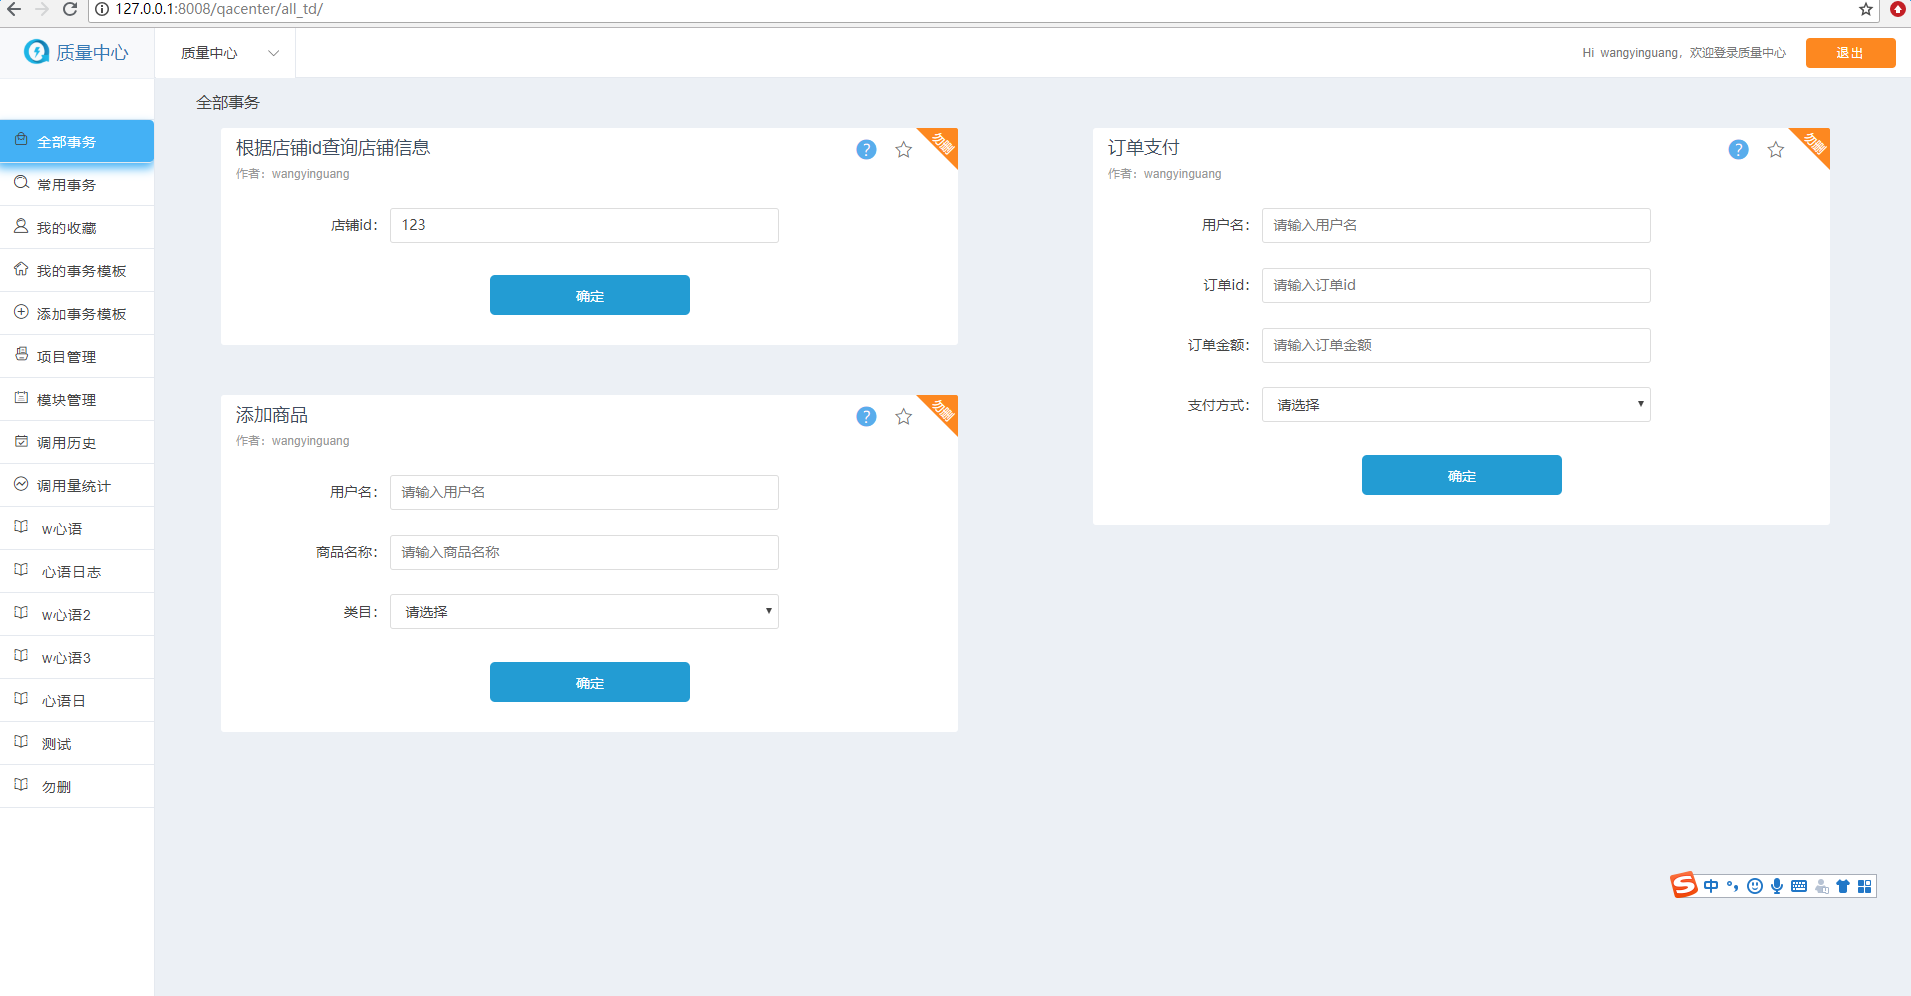 127.0.0.1:8008/qacenter/all_td/
质量中心
质量中心
Hi wangyinguang，欢迎登录质量中心
退出
全部事务
全部事务
常用事务
我的收藏
我的事务模板
添加事务模板
项目管理
模块管理
调用历史
调用量统计
w心语
心语日志
w心语2
w心语3
心语日
测试
勿删
根据店铺id查询店铺信息
?
勿删
作者：wangyinguang
店铺id：
123
确定
添加商品
?
勿删
作者：wangyinguang
用户名：
请输入用户名
商品名称：
请输入商品名称
类目：
请选择
确定
订单支付
?
勿删
作者：wangyinguang
用户名：
请输入用户名
订单id：
请输入订单id
订单金额：
请输入订单金额
支付方式：
请选择
确定
S 中 °,